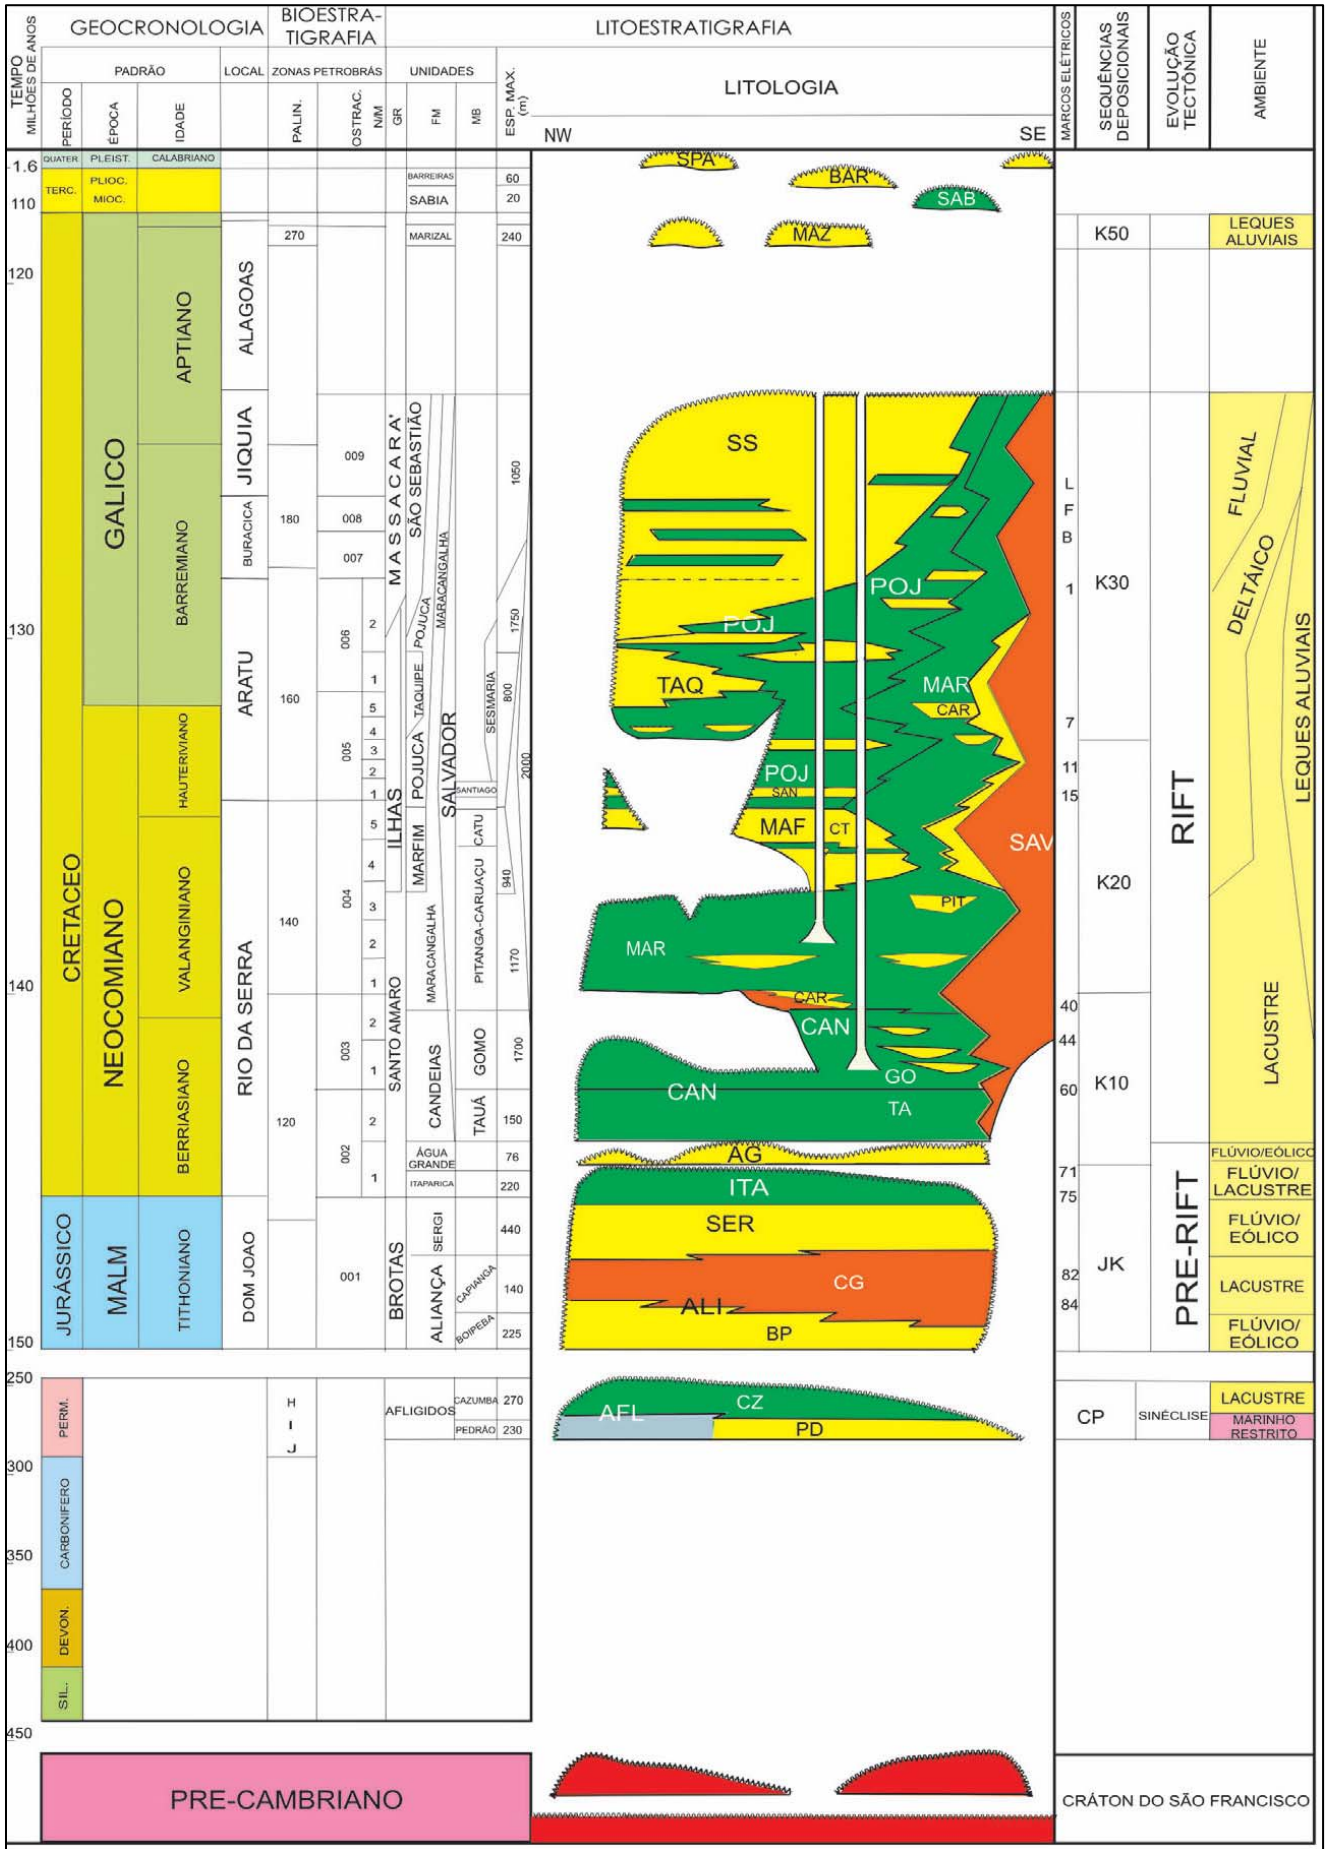 GEOCRONOLOGIA
BIOESTRA-
TIGRAFIA
LITOESTRATIGRAFIA
TEMPO
MILHÕES DE ANOS
PADRÃO
LOCAL
ZONAS PETROBRÁS
UNIDADES
ESP. MAX.
(m)
LITOLOGIA
MARCOS ELÉTRICOS
SEQUÊNCIAS
DEPOSICIONAIS
EVOLUÇÃO
TECTÔNICA
AMBIENTE
PERÍODO
ÉPOCA
IDADE
PALIN.
OSTRAC.
N/M
GR
FM
MB
NW
SE
1.6
QUATER.
PLEIST.
CALABRIANO
SPA
TERC.
PLIOC.
MIOC.
BARREIRAS
60
BAR
110
SABIA
20
SAB
270
MARIZAL
240
MAZ
K50
LEQUES
ALUVIAIS
120
130
140
150
CRETACEO
GALICO
NEOCOMIANO
APTIANO
BARREMIANO
HAUTERIVIANO
VALANGINIANO
BERRIASIANO
ALAGOAS
JIQUIA
BURACICA
ARATU
RIO DA SERRA
180
160
140
120
009
008
007
006
2
1
005
5
4
3
2
1
004
5
4
3
2
1
003
2
1
002
2
1
MASSACARA'
ILHAS
SANTO AMARO
SÃO SEBASTIÃO
POJUCA
MARACANGALHA
TAQUIPE
POJUCA
SALVADOR
MARFIM
MARACANGALHA
CANDEIAS
ÁGUA
GRANDE
ITAPARICA
SESMARIA
SANTIAGO
CATU
PITANGA-CARUAÇU
GOMO
TAUÁ
1050
1750
800
2000
940
1170
1700
150
76
220
SS
POJ
POJ
TAQ
MAR
CAR
POJ
SAN
MAF
CT
SAV
PIT
MAR
CAR
CAN
GO
CAN
TA
AG
ITA
L
F
B
1
7
11
15
40
44
60
71
75
K30
K20
K10
RIFT
FLUVIAL
DELTÁICO
LEQUES ALUVIAIS
LACUSTRE
FLÚVIO/EÓLICO
FLÚVIO/
LACUSTRE
JURÁSSICO
MALM
TITHONIANO
DOM JOAO
001
BROTAS
SERGI
ALIANÇA
CAPIANGA
BOIPEBA
440
140
225
SER
CG
ALI
BP
82
84
JK
PRE-RIFT
FLÚVIO/
EÓLICO
LACUSTRE
FLÚVIO/
EÓLICO
250
PERM.
H
I
J
AFLIGIDOS
CAZUMBA
270
PEDRÃO
230
AFL
CZ
PD
CP
SINÉCLISE
LACUSTRE
MARINHO
RESTRITO
300
CARBONIFERO
350
DEVON.
400
SIL.
450
PRE-CAMBRIANO
CRÁTON DO SÃO FRANCISCO